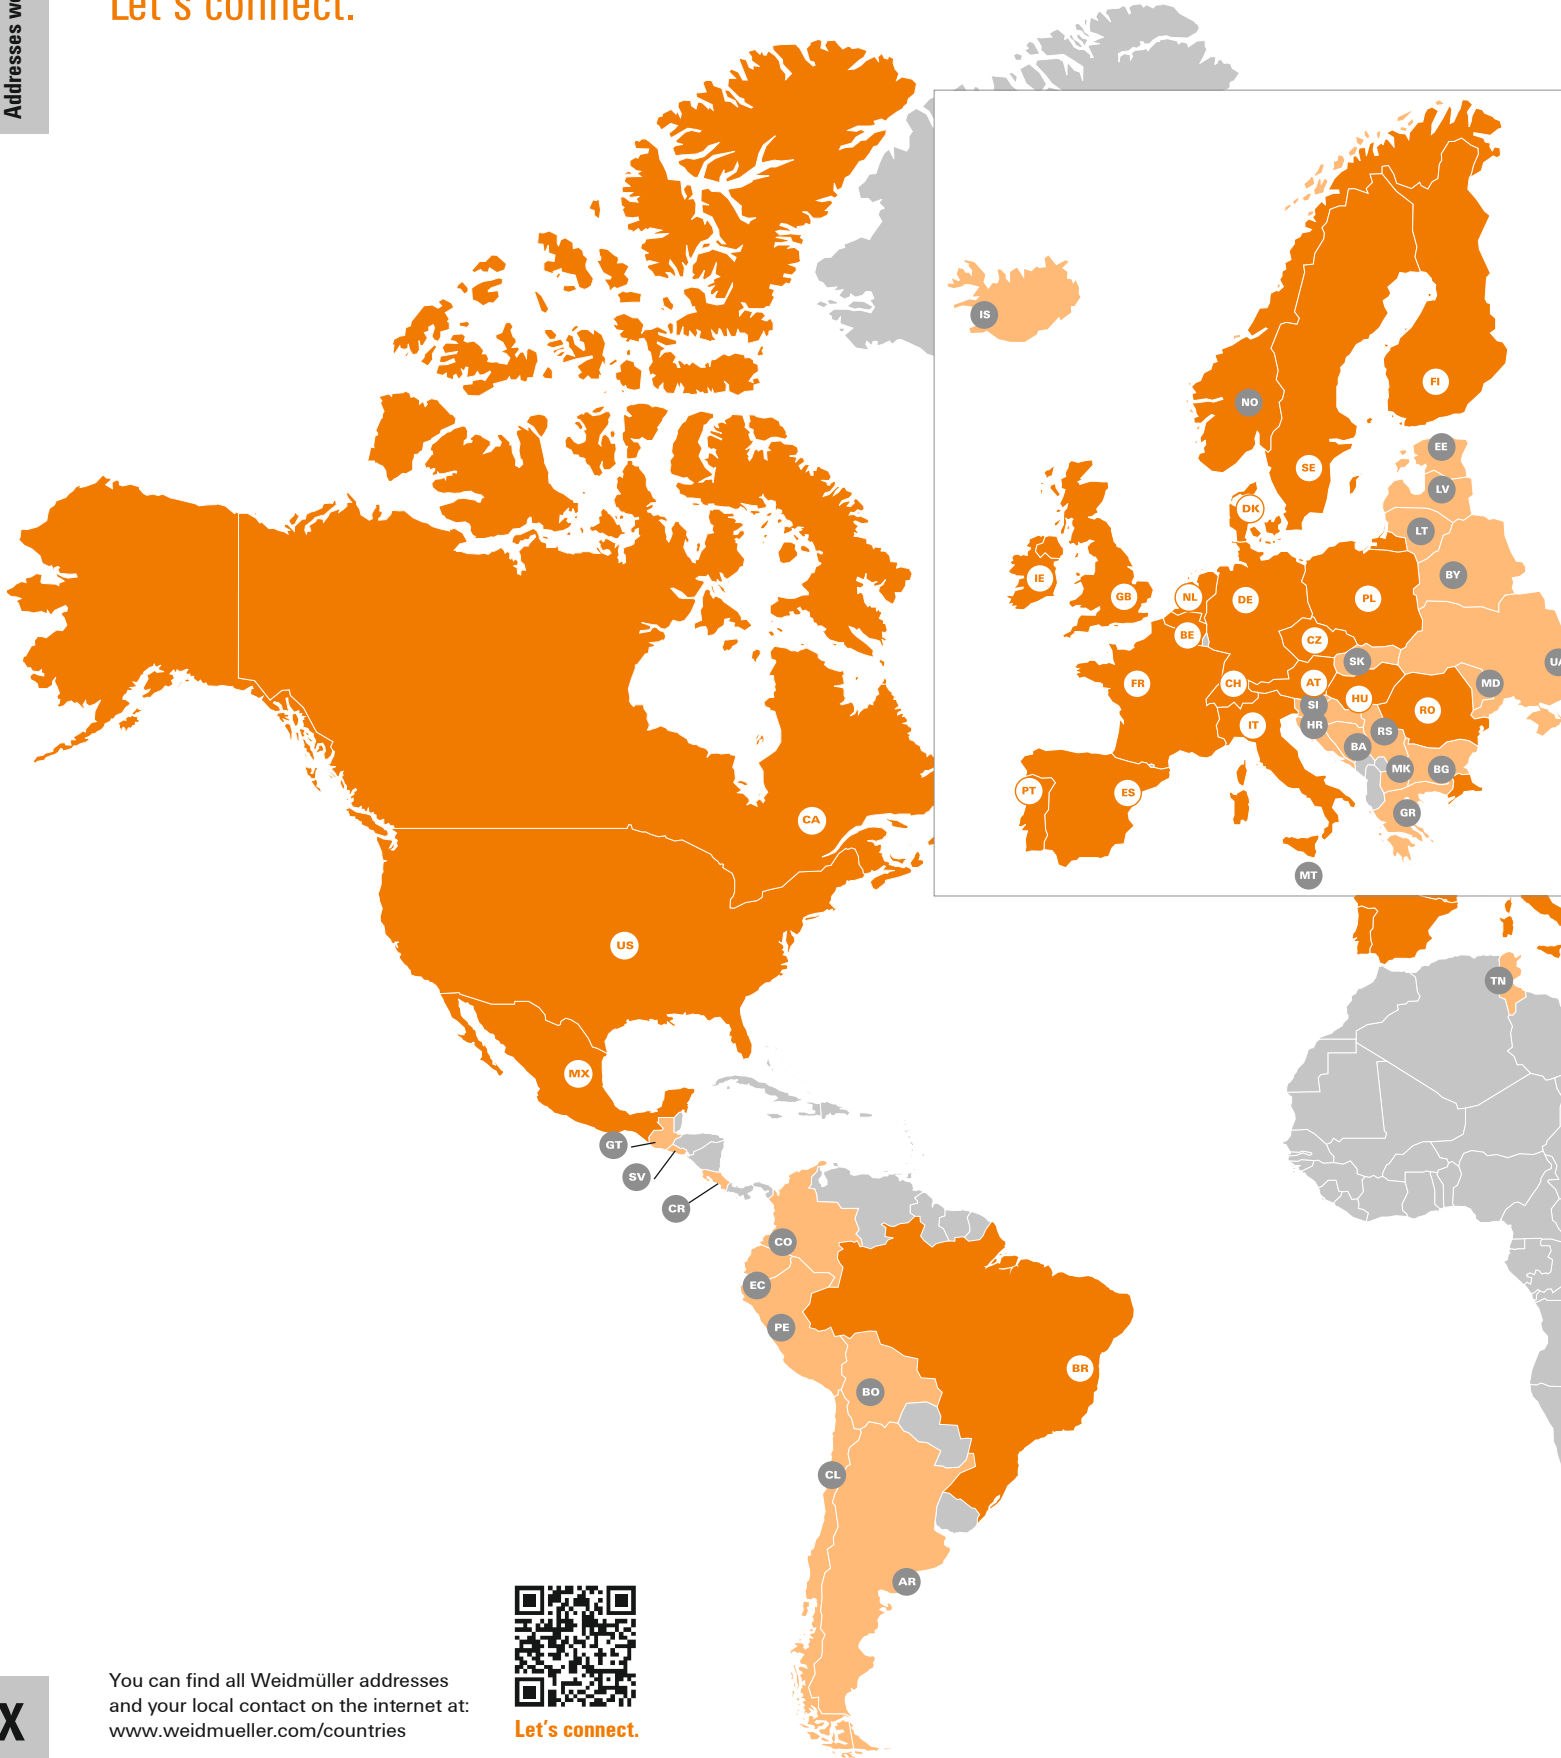 Let's connect.
Addresses
IS
NO
FI
SE
EE
LV
DK
LT
BY
IE
GB
NL
DE
PL
BE
CZ
SK
UA
FR
CH
AT
MD
SI
HU
RO
HR
IT
RS
BA
MK
BG
PT
ES
GR
CA
MT
US
TN
MX
GT
SV
CR
CO
EC
PE
BR
BO
CL
AR
You can find all Weidmüller addresses
and your local contact on the internet at:
www.weidmueller.com/countries
Let's connect.
X